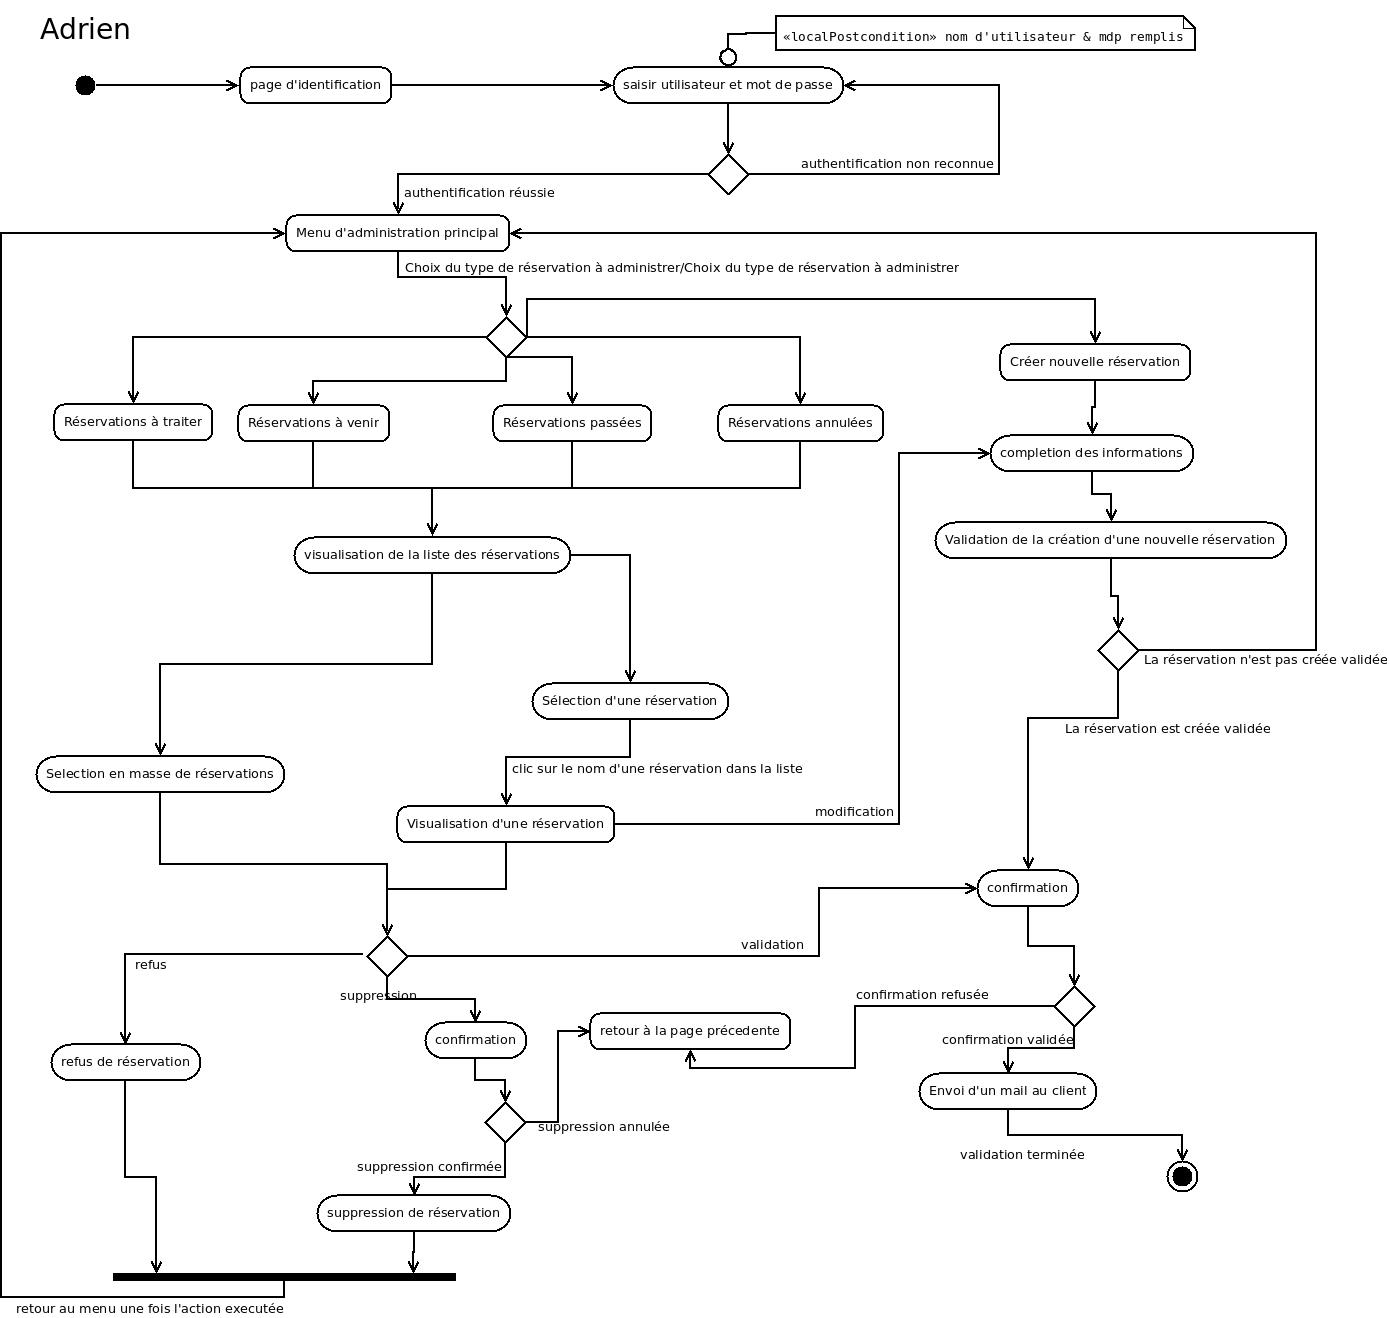 Adrien
«localPostcondition» nom d'utilisateur & mdp remplis
page d'identification
saisir utilisateur et mot de passe
authentification non reconnue
authentification réussie
Menu d'administration principal
Choix du type de réservation à administrer/Choix du type de réservation à administrer
Créer nouvelle réservation
Réservations à traiter
Réservations à venir
Réservations passées
Réservations annulées
completion des informations
Validation de la création d'une nouvelle réservation
visualisation de la liste des réservations
La réservation n'est pas créée validée
Sélection d'une réservation
La réservation est créée validée
clic sur le nom d'une réservation dans la liste
Selection en masse de réservations
modification
Visualisation d'une réservation
confirmation
validation
refus
suppression
confirmation refusée
retour à la page précedente
confirmation
confirmation validée
refus de réservation
Envoi d'un mail au client
suppression annulée
validation terminée
suppression confirmée
suppression de réservation
retour au menu une fois l'action executée